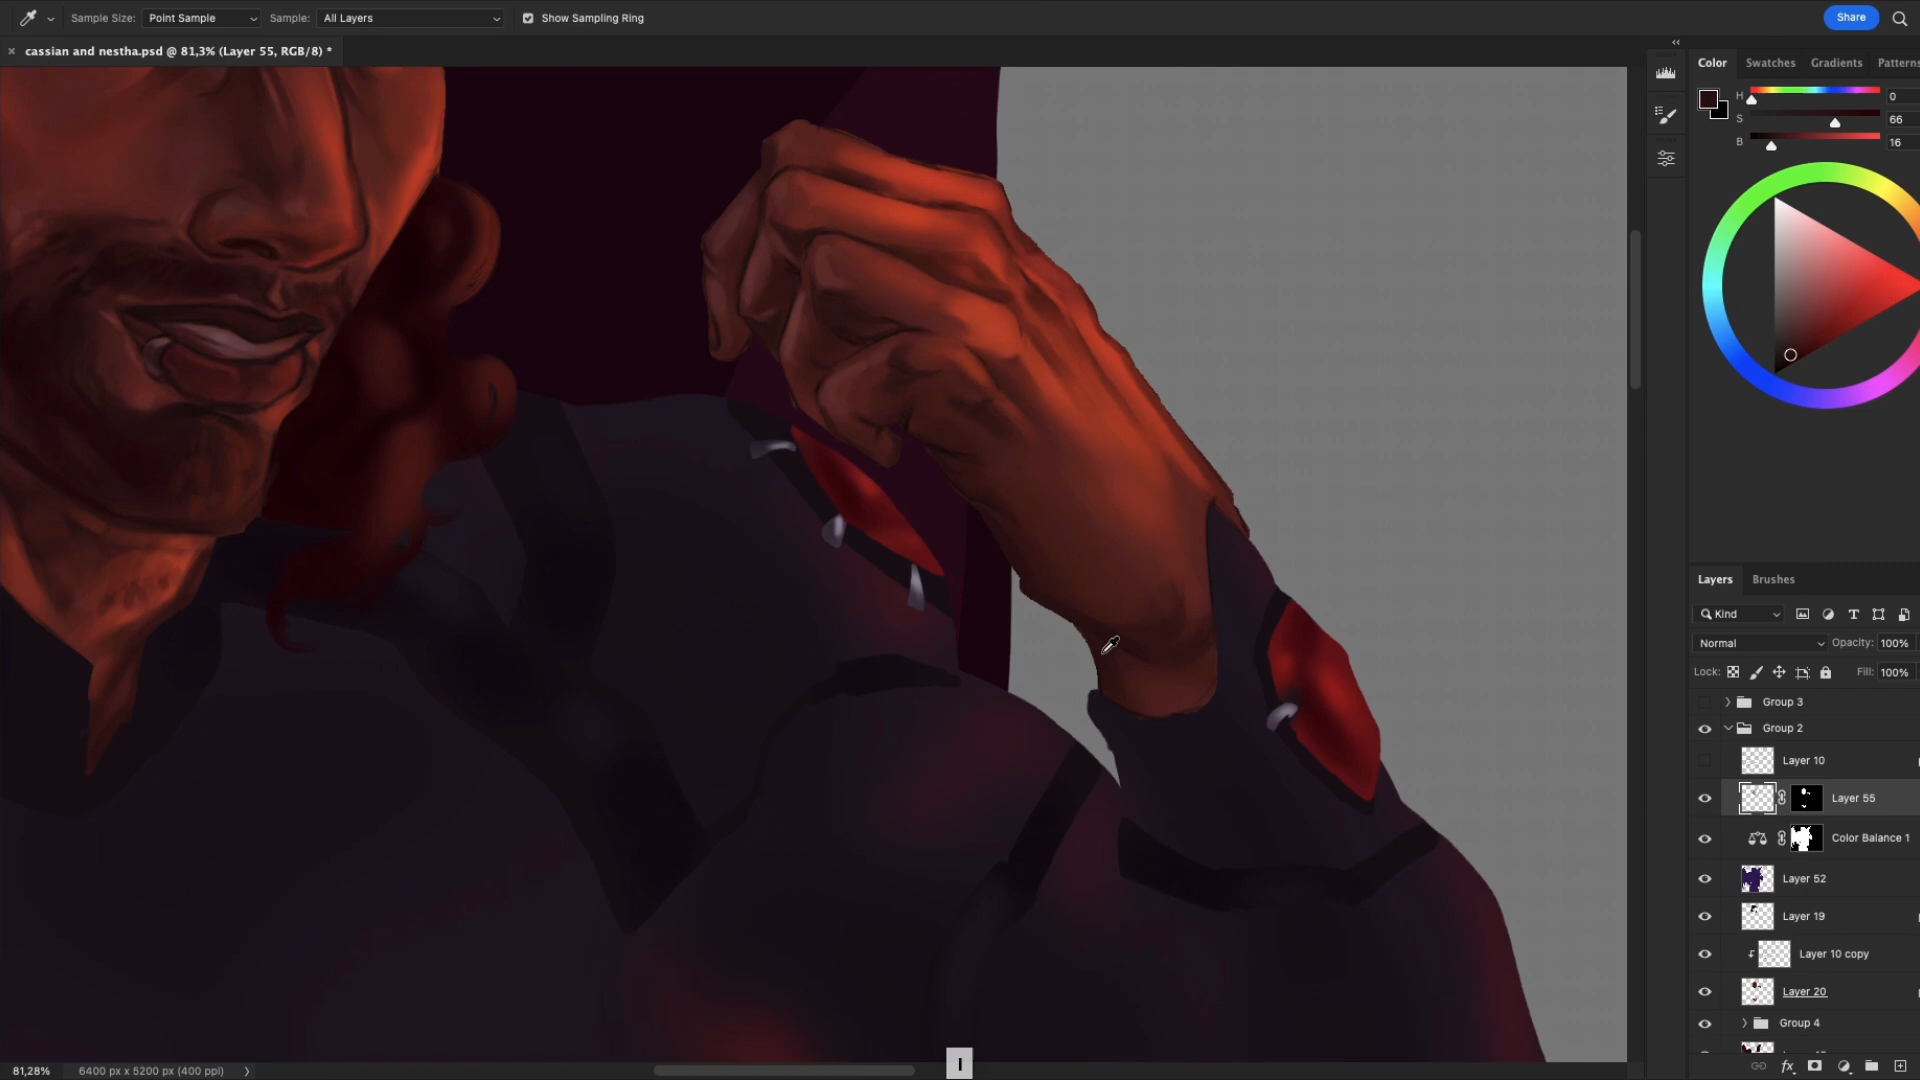 Sample Size: Point Sample Sample: All Layers Show Sampling Ring Share
cassian and nestha.psd @ 81,3% (Layer 55, RGB/8) *
Color Swatches Gradients Patterns
H 0
S 66
B 16
Layers Brushes
Kind
Normal Opacity: 100%
Lock: Fill: 100%
Group 3
Group 2
Layer 10
Layer 55
Color Balance 1
Layer 52
Layer 19
Layer 10 copy
Layer 20
Group 4
81,28% 6400 px x 5200 px (400 ppi)
I